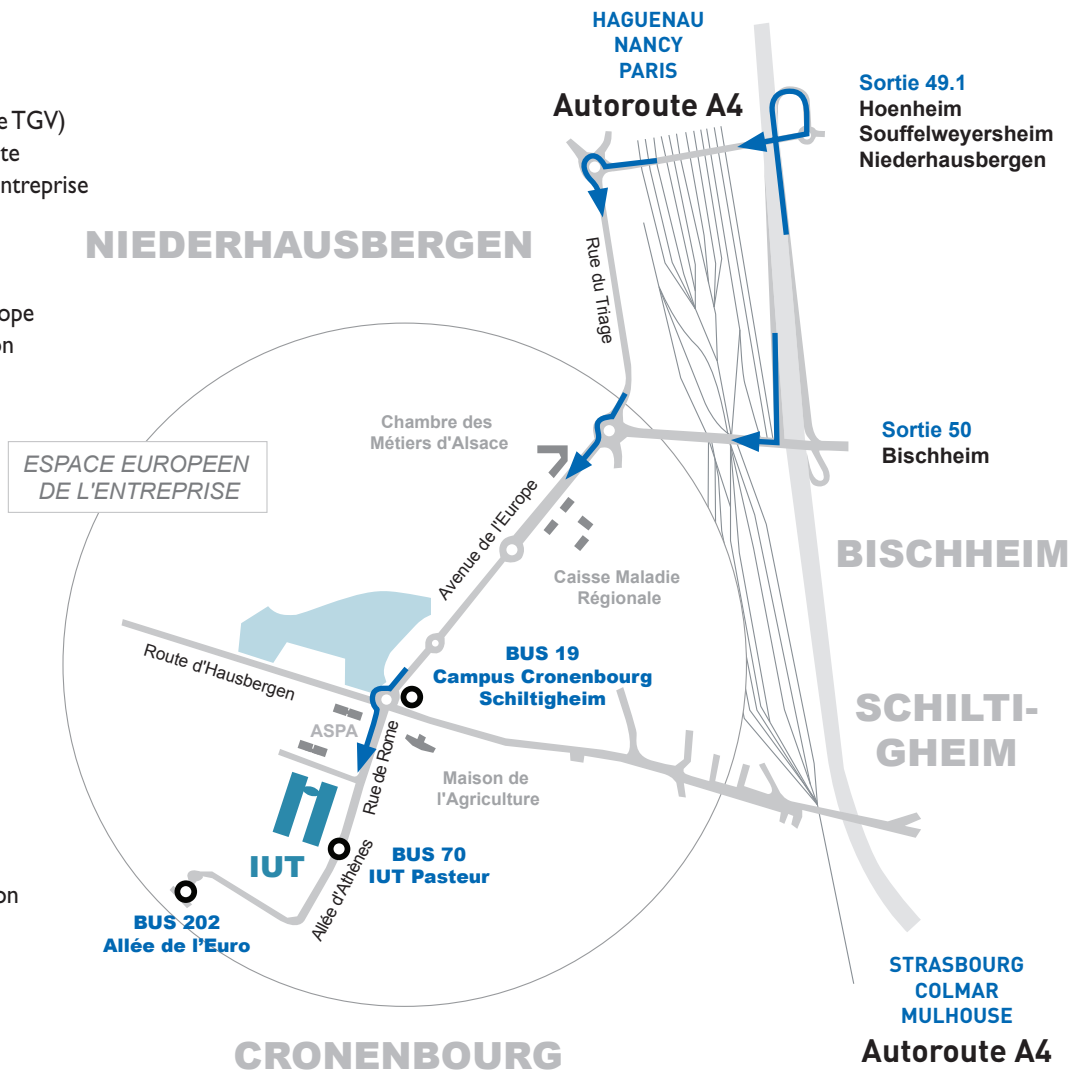 e TGV)
te
ntreprise
ope
on
on
HAGUENAU
NANCY
PARIS
Autoroute A4
Sortie 49.1
Hoenheim
Souffelweyersheim
Niederhausbergen
NIEDERHAUSBERGEN
Rue du Triage
Chambre des
Métiers d'Alsace
Sortie 50
Bischheim
ESPACE EUROPEEN
DE L'ENTREPRISE
Avenue de l'Europe
BISCHHEIM
Caisse Maladie
Régionale
Route d'Hausbergen
BUS 19
Campus Cronenbourg
Schiltigheim
SCHILTI-
GHEIM
ASPA
Rue de Rome
Maison de
l'Agriculture
IUT
BUS 70
IUT Pasteur
Allée d'Athènes
BUS 202
Allée de l'Euro
STRASBOURG
COLMAR
MULHOUSE
Autoroute A4
CRONENBOURG